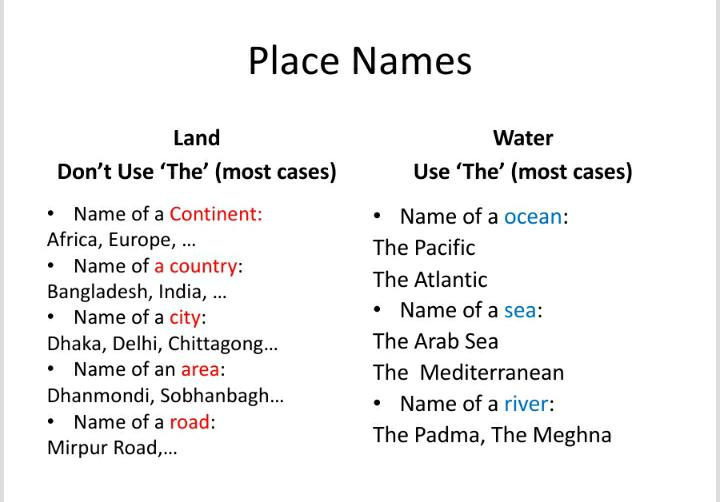 Place Names
Land
Don’t Use ‘The’ (most cases)
• Name of a Continent:
Africa, Europe, …
• Name of a country:
Bangladesh, India, …
• Name of a city:
Dhaka, Delhi, Chittagong…
• Name of an area:
Dhanmondi, Sobhanbagh…
• Name of a road:
Mirpur Road,…
Water
Use ‘The’ (most cases)
• Name of a ocean:
The Pacific
The Atlantic
• Name of a sea:
The Arab Sea
The  Mediterranean
• Name of a river:
The Padma, The Meghna